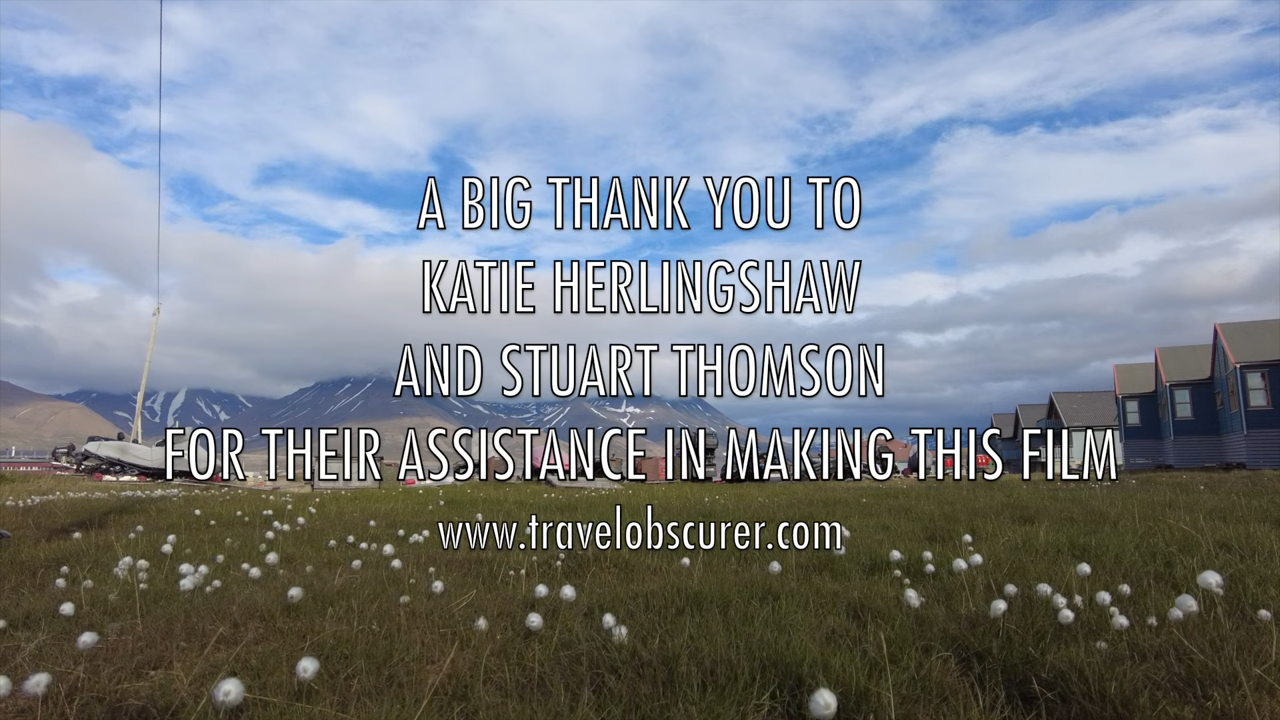 A BIG THANK YOU TO
KATIE HERLINGSHAW
AND STUART THOMSON
FOR THEIR ASSISTANCE IN MAKING THIS FILM
www.travelobscurer.com